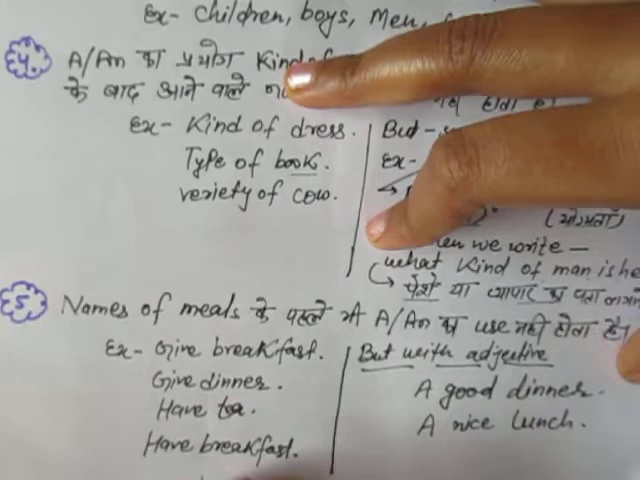 Ex- Children, boys, Men,
4. A/An का प्रयोग Kind of
के बाद आने वाले
Ex- Kind of dress.
Type of book.
veriety of cow.
But -
Ex-
होता है
(योग्यता)
when we write -
what kind of man is he
→ पेशे या व्यापार का पता
5. Names of meals के पहले भी A/An का use नहीं होता है।
Ex- Give breakfast.
Give dinner.
Have tea.
Have breakfast.
But with adjective
A good dinner.
A nice lunch.